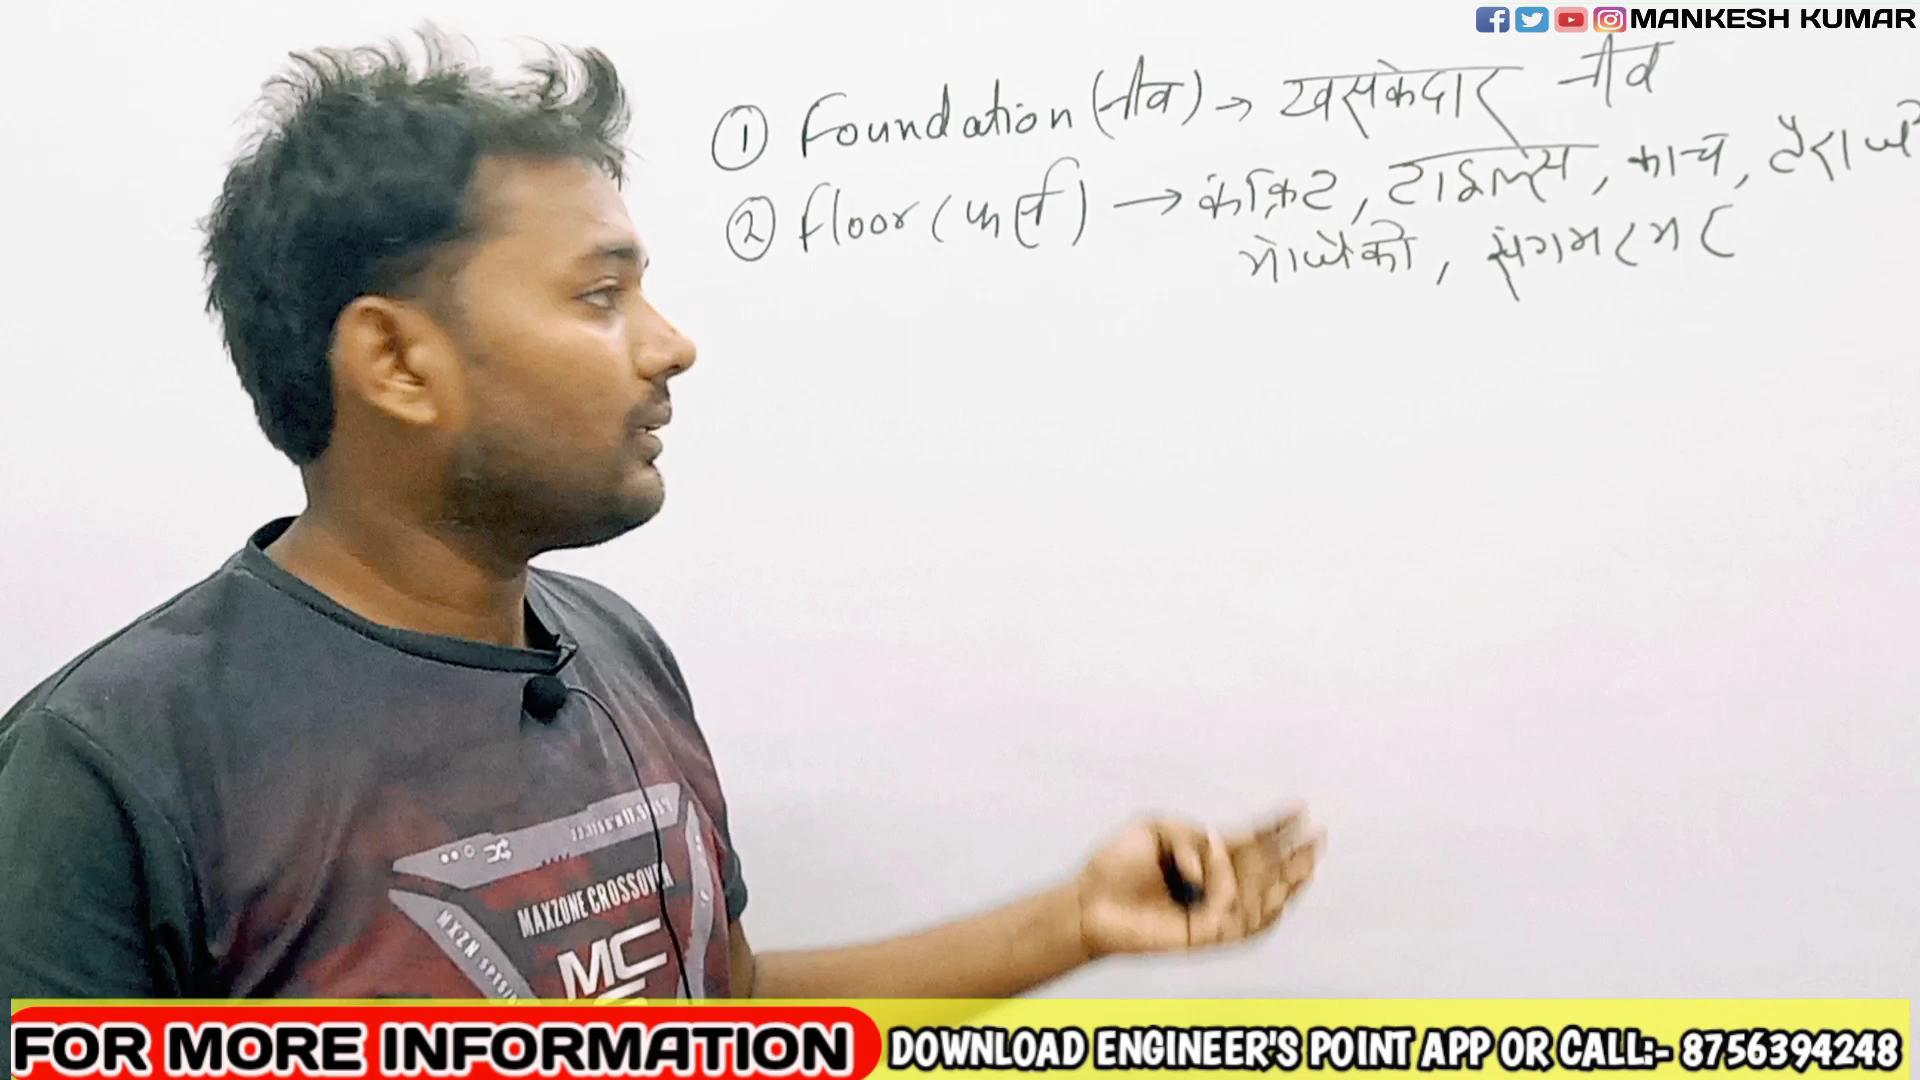 MANKESH KUMAR
① Foundation (नीव) → खसकेदार नीव
② floor (फर्स) → कंक्रिट, टाइल्स, काच, टैराजो
मोजैको, संगमरमर
MAXZONE CROSSOVER
MC
FOR MORE INFORMATION
DOWNLOAD ENGINEER'S POINT APP OR CALL:- 8756394248